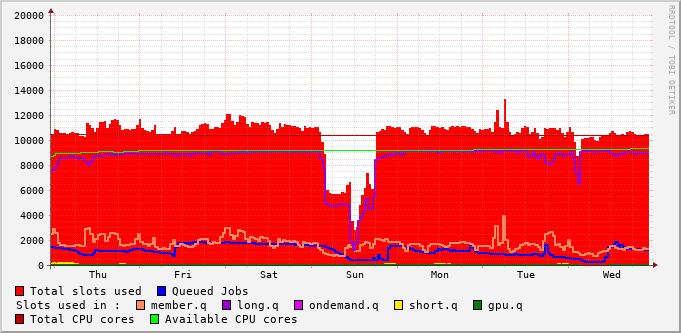 20000
18000
16000
14000
12000
10000
8000
6000
4000
2000
0
Thu Fri Sat Sun Mon Tue Wed
RRDTOOL / TOBI OETIKER
Total slots used Queued Jobs
Slots used in : member.q long.q ondemand.q short.q gpu.q
Total CPU cores Available CPU cores